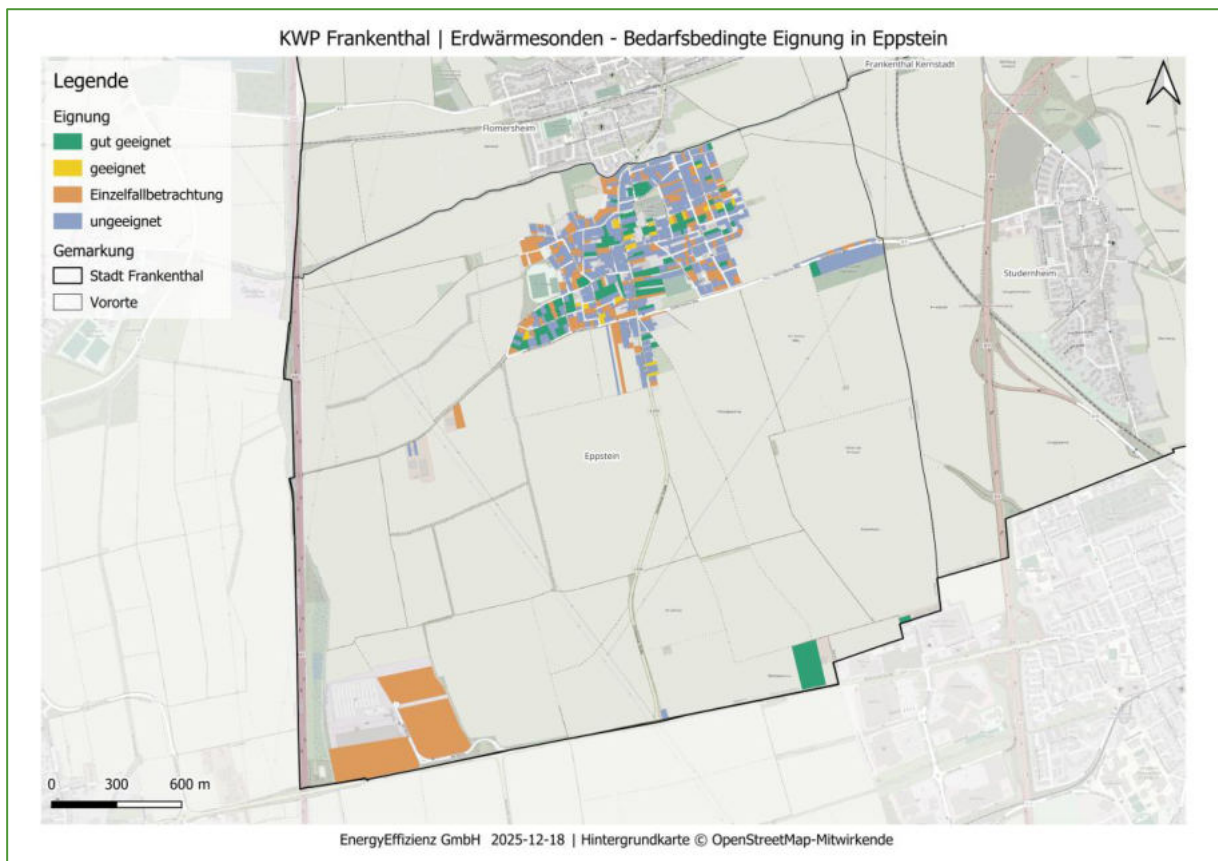 KWP Frankenthal | Erdwärmesonden - Bedarfsbedingte Eignung in Eppstein
Legende
Eignung
gut geeignet
geeignet
Einzelfallbetrachtung
ungeeignet
Gemarkung
Stadt Frankenthal
Vororte
Frankenthal Kernstadt
Flomersheim
Studernheim
Eppstein
0 300 600 m
EnergyEffizienz GmbH 2025-12-18 | Hintergrundkarte © OpenStreetMap-Mitwirkende